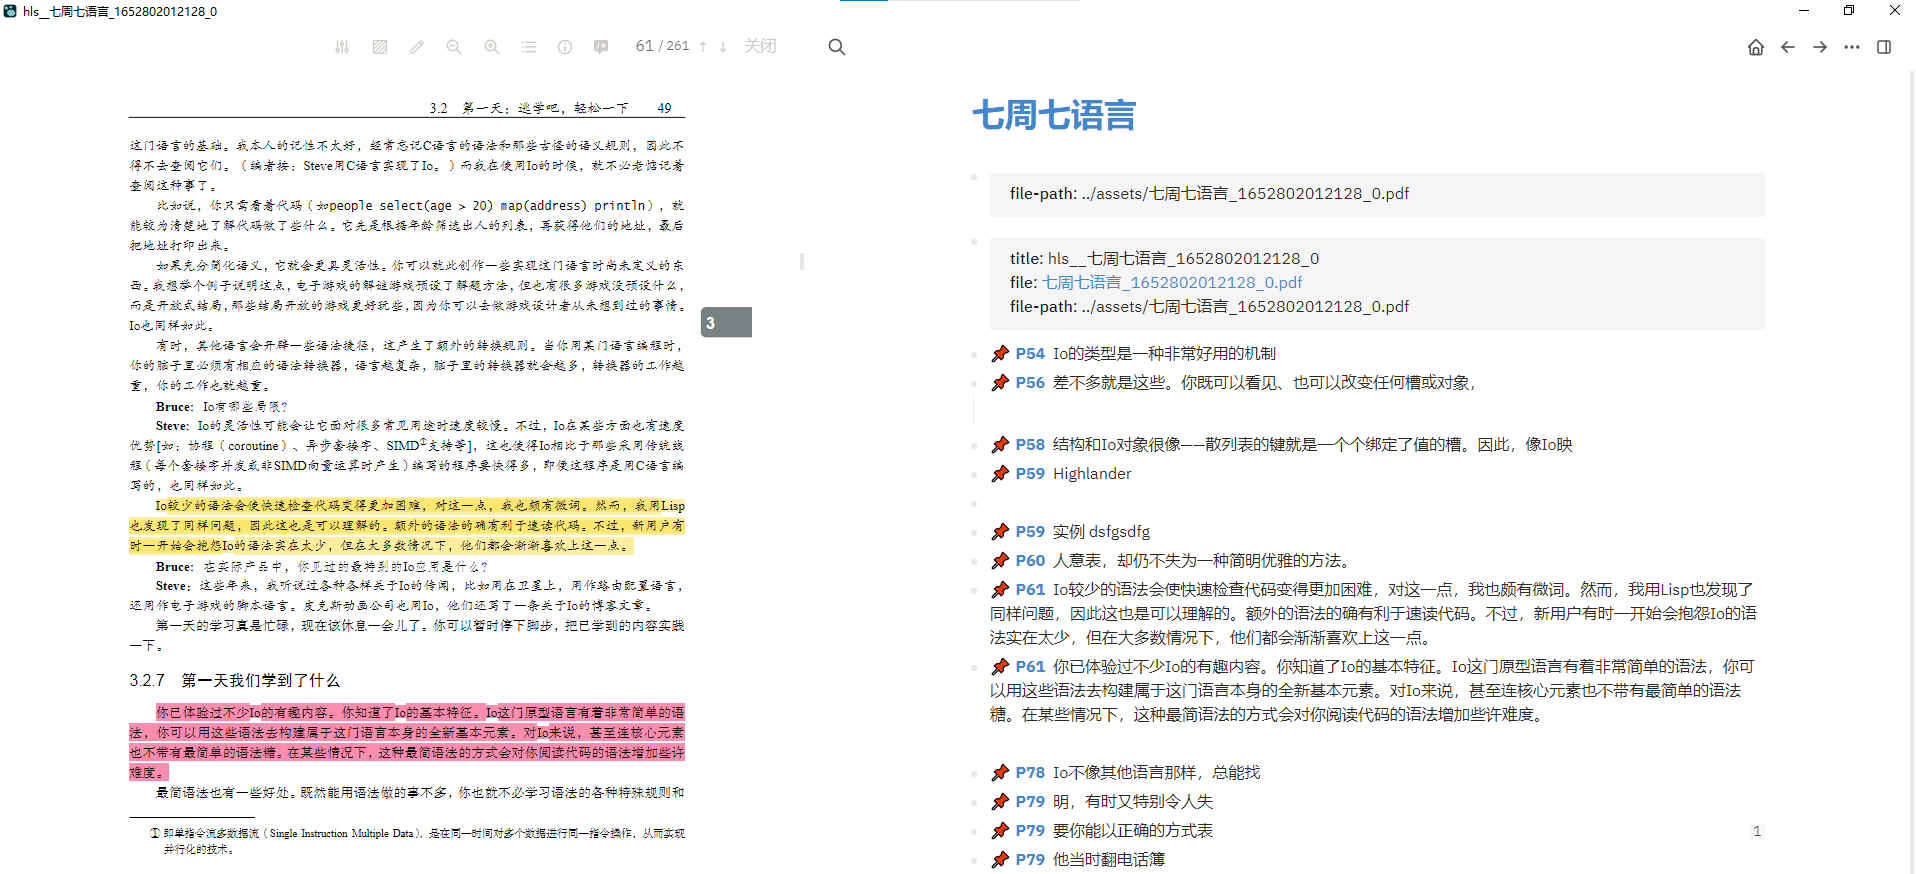 hls__七周七语言_1652802012128_0
61 / 261 ↑ ↓ 关闭
3.2 第一天：逃学吧，轻松一下 49
这门语言的基础。我本人的记性不太好，经常忘记C语言的语法和那些古怪的语义规则，因此不
得不去查阅它们。（编者按：Steve用C语言实现了Io。）而我在使用Io的时候，就不必老惦记着
查阅这种事了。
比如说，你只需看着代码（如people select(age > 20) map(address) println），就
能较为清楚地了解代码做了些什么。它先是根据年龄筛选出人的列表，再获得他们的地址，最后
把地址打印出来。
如果充分简化语义，它就会更具灵活性。你可以就此创作一些实现这门语言时尚未定义的东
西。我想举个例子说明这点，电子游戏的解谜游戏预设了解题方法，但也有很多游戏没预设什么，
而是开放式结局，那些结局开放的游戏更好玩些，因为你可以去做游戏设计者从未想到过的事情。
Io也同样如此。
有时，其他语言会开辟一些语法捷径，这产生了额外的转换规则。当你用某门语言编程时，
你的脑子里必须有相应的语法转换器，语言越复杂，脑子里的转换器就会越多，转换器的工作越
重，你的工作也就越重。
Bruce：Io有哪些局限？
Steve：Io的灵活性可能会让它面对很多常见用途时速度较慢。不过，Io在某些方面也有速度
优势[如：协程（coroutine）、异步套接字、SIMD①支持等]，这也使得Io相比于那些采用传统线
程（每个套接字并发或非SIMD向量运算时产生）编写的程序要快得多，即使这程序是用C语言编
写的，也同样如此。
Io较少的语法会使快速检查代码变得更加困难，对这一点，我也颇有微词。然而，我用Lisp
也发现了同样问题，因此这也是可以理解的。额外的语法的确有利于速读代码。不过，新用户有
时一开始会抱怨Io的语法实在太少，但在大多数情况下，他们都会渐渐喜欢上这一点。
Bruce：在实际产品中，你见过的最特别的Io应用是什么？
Steve：这些年来，我听说过各种各样关于Io的传闻，比如用在卫星上，用作路由配置语言，
还用作电子游戏的脚本语言。皮克斯动画公司也用Io，他们还写了一条关于Io的博客文章。
第一天的学习真是忙碌，现在该休息一会儿了。你可以暂时停下脚步，把已学到的内容实践
一下。
3.2.7 第一天我们学到了什么
你已体验过不少Io的有趣内容。你知道了Io的基本特征。Io这门原型语言有着非常简单的语
法，你可以用这些语法去构建属于这门语言本身的全新基本元素。对Io来说，甚至连核心元素
也不带有最简单的语法糖。在某些情况下，这种最简语法的方式会对你阅读代码的语法增加些许
难度。
最简语法也有一些好处。既然能用语法做的事不多，你也就不必学习语法的各种特殊规则和
① 即单指令流多数据流（Single Instruction Multiple Data），是在同一时间对多个数据进行同一指令操作，从而实现
并行化的技术。
3
七周七语言
file-path: ../assets/七周七语言_1652802012128_0.pdf
title: hls__七周七语言_1652802012128_0
file: 七周七语言_1652802012128_0.pdf
file-path: ../assets/七周七语言_1652802012128_0.pdf
P54 Io的类型是一种非常好用的机制
P56 差不多就是这些。你既可以看见、也可以改变任何槽或对象，
P58 结构和Io对象很像——散列表的键就是一个个绑定了值的槽。因此，像Io映
P59 Highlander
P59 实例 dsfgsdfg
P60 人意表，却仍不失为一种简明优雅的方法。
P61 Io较少的语法会使快速检查代码变得更加困难，对这一点，我也颇有微词。然而，我用Lisp也发现了
同样问题，因此这也是可以理解的。额外的语法的确有利于速读代码。不过，新用户有时一开始会抱怨Io的语
法实在太少，但在大多数情况下，他们都会渐渐喜欢上这一点。
P61 你已体验过不少Io的有趣内容。你知道了Io的基本特征。Io这门原型语言有着非常简单的语法，你可
以用这些语法去构建属于这门语言本身的全新基本元素。对Io来说，甚至连核心元素也不带有最简单的语法
糖。在某些情况下，这种最简语法的方式会对你阅读代码的语法增加些许难度。
P78 Io不像其他语言那样，总能找
P79 明，有时又特别令人失
P79 要你能以正确的方式表
1
P79 他当时翻电话簿